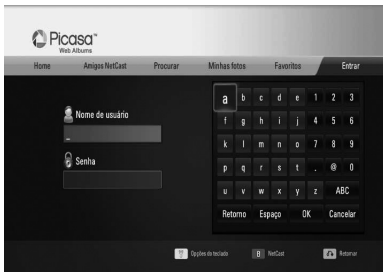 Picasa™
Web Albums
Home Amigos NetCast Procurar Minhas fotos Favoritos Entrar
Nome de usuário
_
Senha
a b c d e 1 2 3
f g h i j 4 5 6
k l m n o 7 8 9
p q r s t . @ 0
u v w x y z ABC
Retorno Espaço OK Cancelar
Opções de teclado B NetCast Retornar